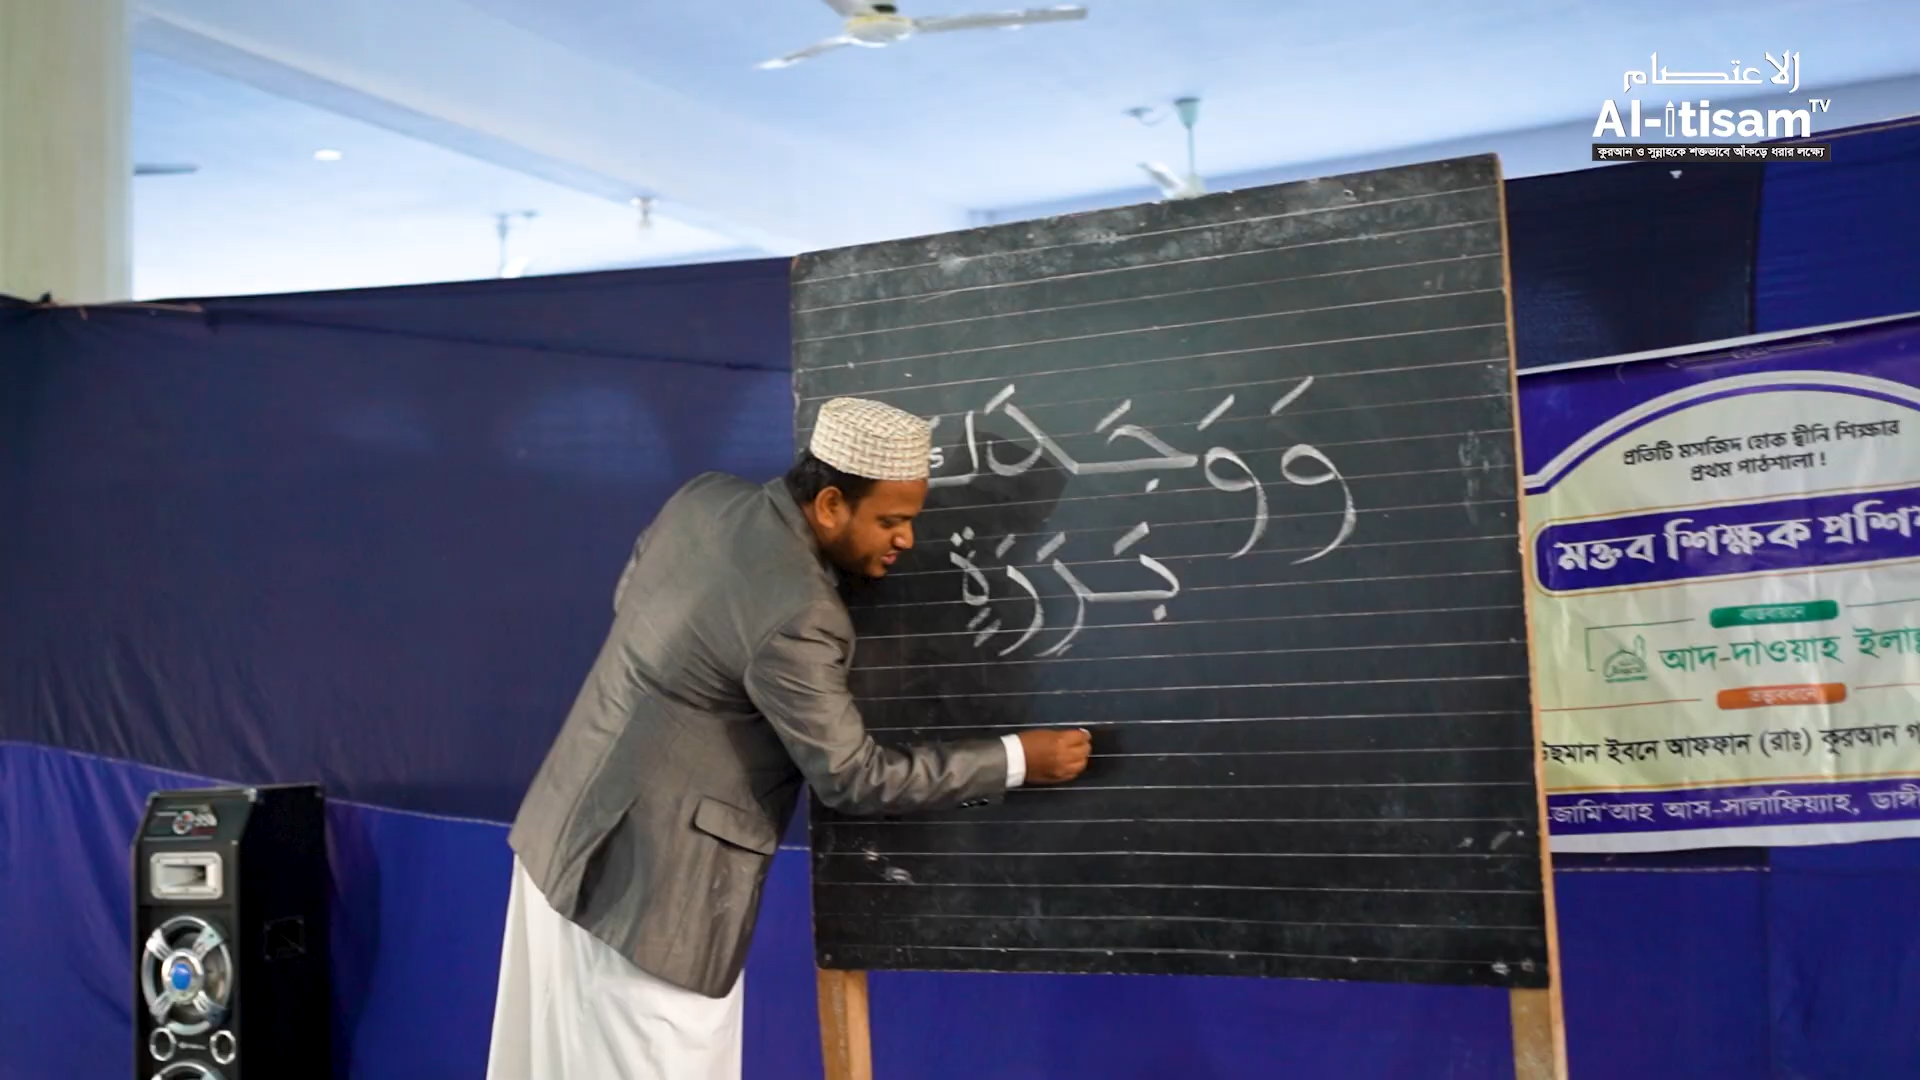 الاعتصام
Al-itisam TV
কুরআন ও সুন্নাহকে শক্তভাবে আঁকড়ে ধরার লক্ষ্যে
وَ وَجَدَك
بَرَرَةٍ
প্রতিটি মসজিদ হোক দ্বীনি শিক্ষার
প্রথম পাঠশালা !
মক্তব শিক্ষক প্রশি
বাস্তবায়নে
আদ-দাওয়াহ ইলা
তত্ত্বাবধানে
উছমান ইবনে আফফান (রাঃ) কুরআন গ
-জামি'আহ আস-সালাফিয়্যাহ, ডাঙ্গী